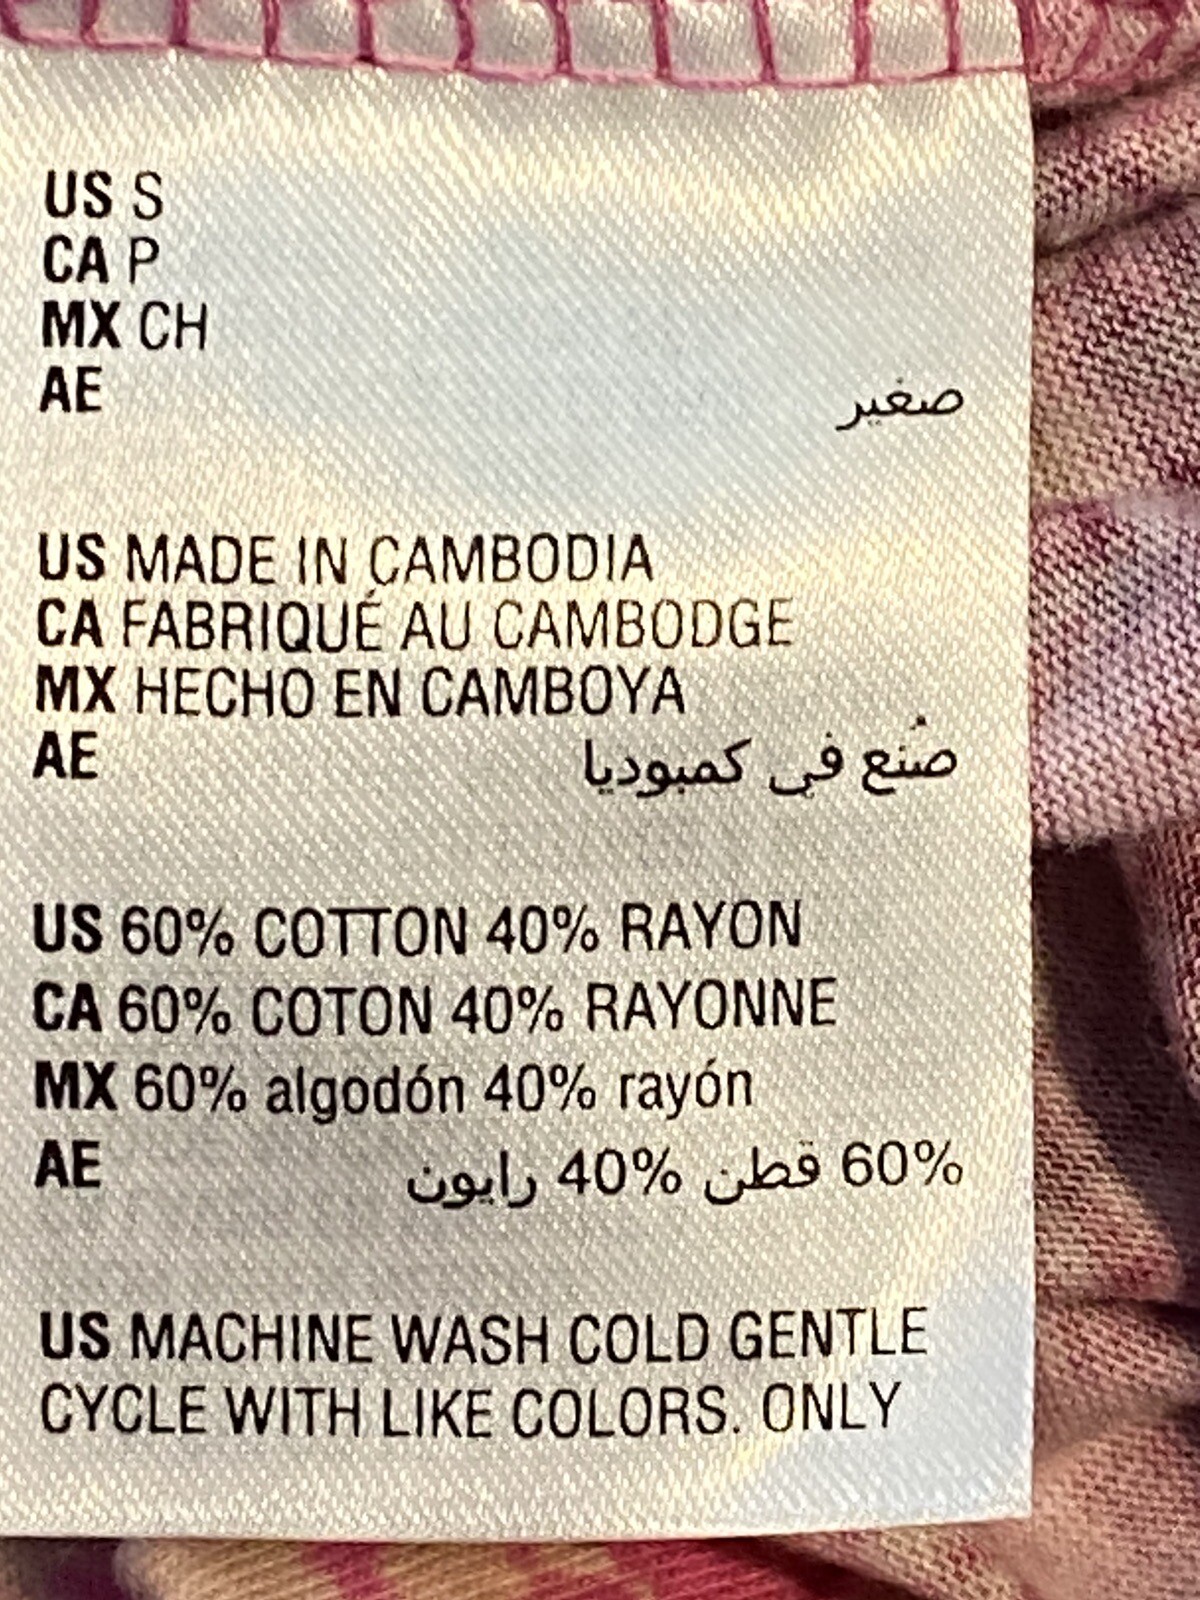 US S
CA P
MX CH
AE صغير
US MADE IN CAMBODIA
CA FABRIQUÉ AU CAMBODGE
MX HECHO EN CAMBOYA
AE صُنع في كمبوديا
US 60% COTTON 40% RAYON
CA 60% COTON 40% RAYONNE
MX 60% algodón 40% rayón
AE 60% قطن 40% رايون
US MACHINE WASH COLD GENTLE
CYCLE WITH LIKE COLORS. ONLY